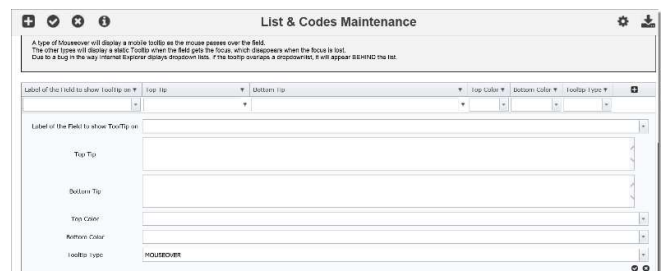 List & Codes Maintenance
A type of Mouseover will display a mobile tooltip as the mouse passes over the field.
The other types will display a static Tooltip when the field gets the focus, which disappears when the focus is lost.
Due to a bug in the way Internet Explorer diplays dropdown lists, if the tooltip overlaps a dropdownlist, it will appear BEHIND the list.
Label of the Field to show ToolTip on Top Tip Bottom Tip Top Color Bottom Color Tooltip Type
Label of the Field to show ToolTip on
Top Tip
Bottom Tip
Top Color
Bottom Color
Tooltip Type MOUSEOVER